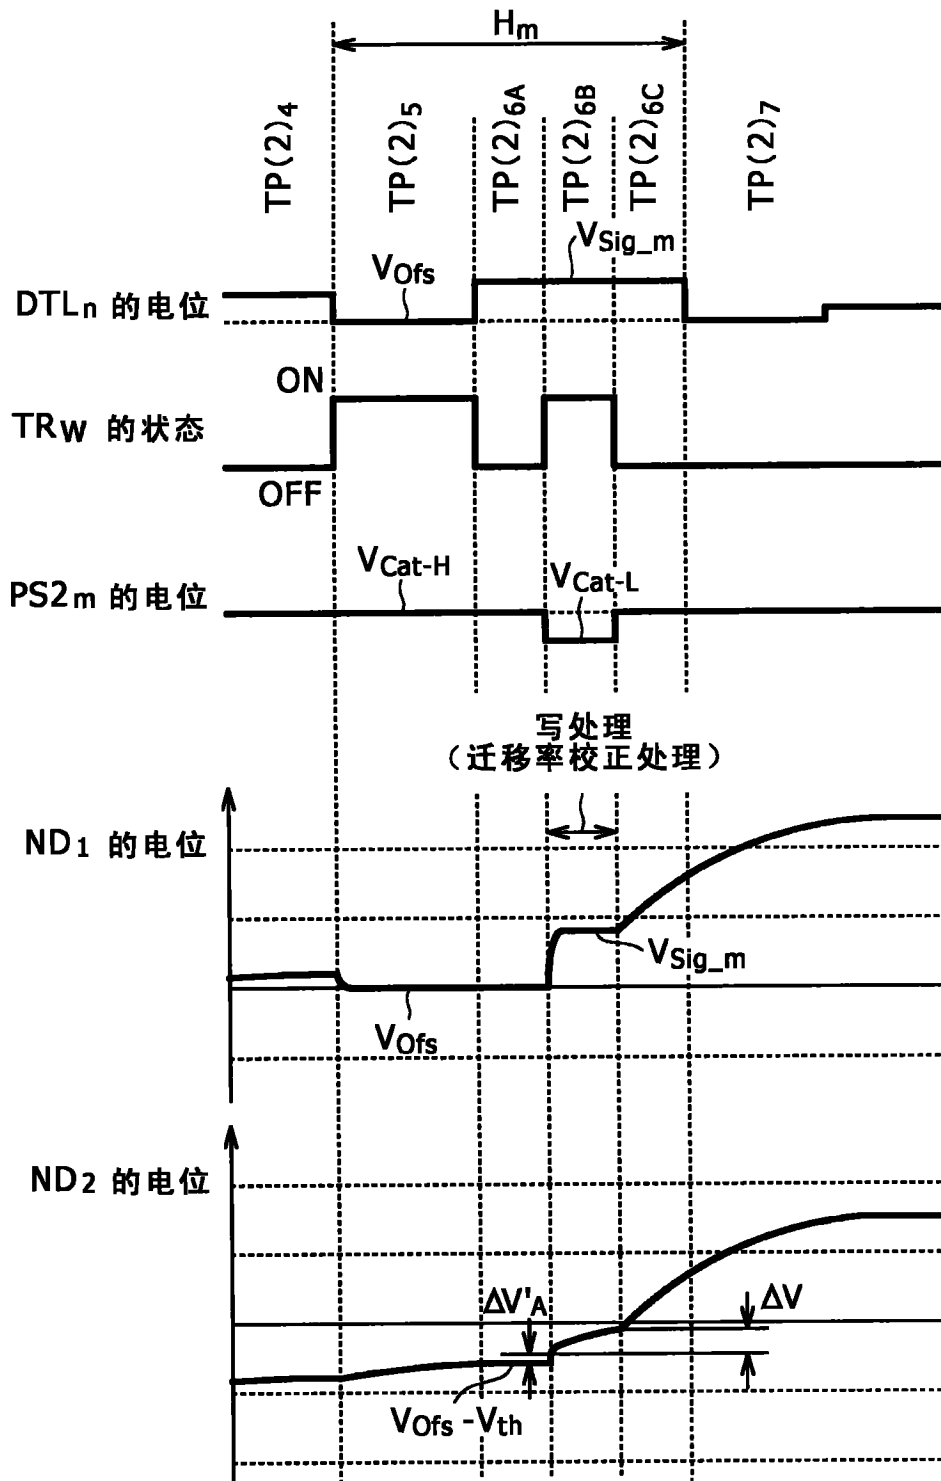 Hm
TP(2)4
TP(2)5
TP(2)6A
TP(2)6B
TP(2)6C
TP(2)7
VSig_m
VOfs
DTLn 的电位
ON
TRW 的状态
OFF
VCat-H
VCat-L
PS2m 的电位
写处理
(迁移率校正处理)
ND1 的电位
VSig_m
VOfs
ND2 的电位
ΔV'A
ΔV
VOfs -Vth